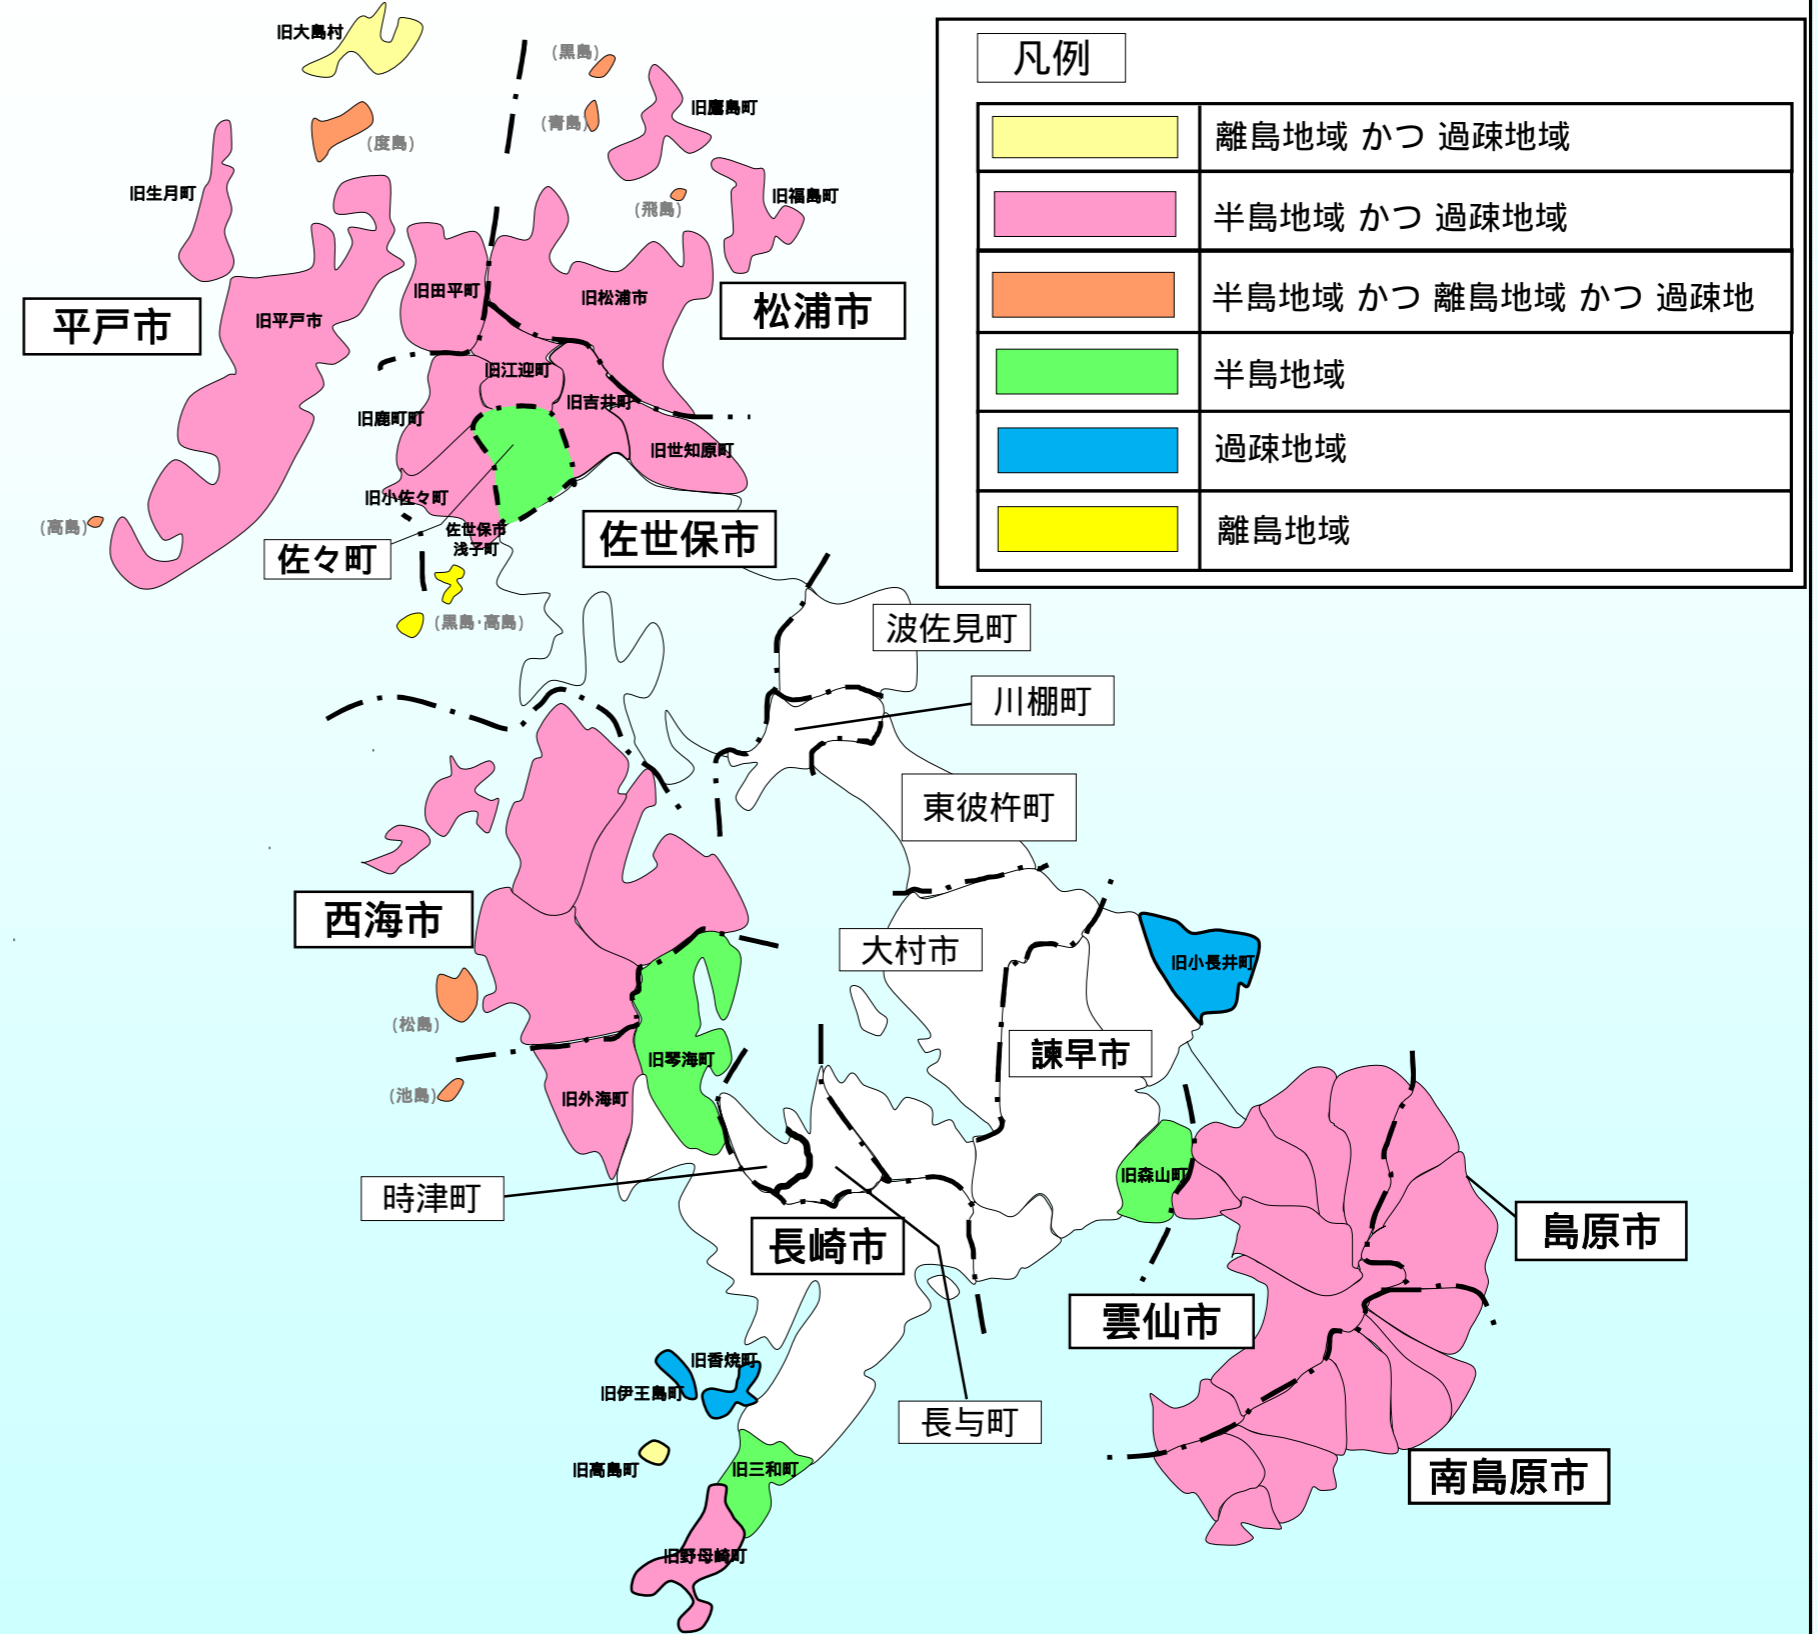 旧大島村
(黒島)
凡例
離島地域 かつ 過疎地域
半島地域 かつ 過疎地域
半島地域 かつ 離島地域 かつ 過疎地
半島地域
過疎地域
離島地域
(度島)
(青島)
旧鷹島町
旧生月町
(飛島)
旧福島町
平戸市
旧平戸市
旧田平町
旧松浦市
松浦市
旧江迎町
旧吉井町
旧鹿町町
旧世知原町
旧小佐々町
(高島)
佐世保市
浅子町
佐々町
佐世保市
(黒島・高島)
波佐見町
川棚町
東彼杵町
西海市
大村市
旧小長井町
(松島)
諫早市
旧琴海町
(池島)
旧外海町
旧森山町
時津町
長崎市
島原市
雲仙市
旧香焼町
旧伊王島町
長与町
旧高島町
旧三和町
南島原市
旧野母崎町